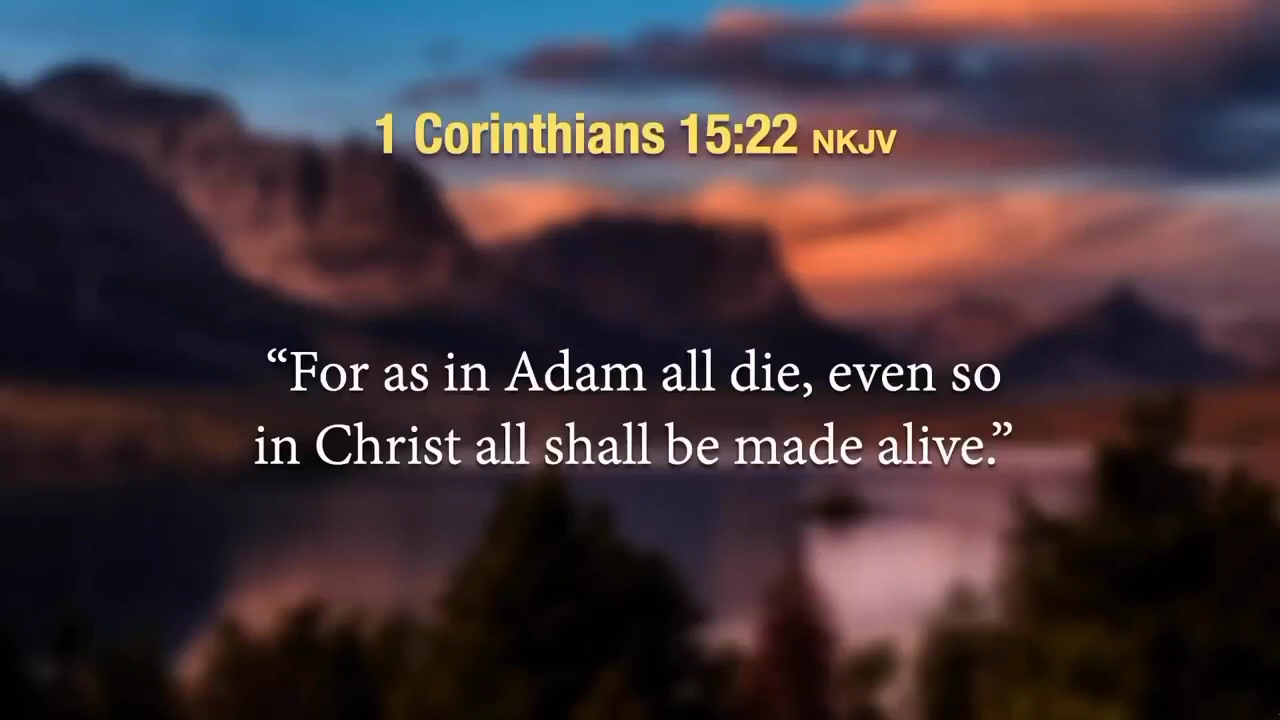 1 Corinthians 15:22 NKJV
“For as in Adam all die, even so
in Christ all shall be made alive.”